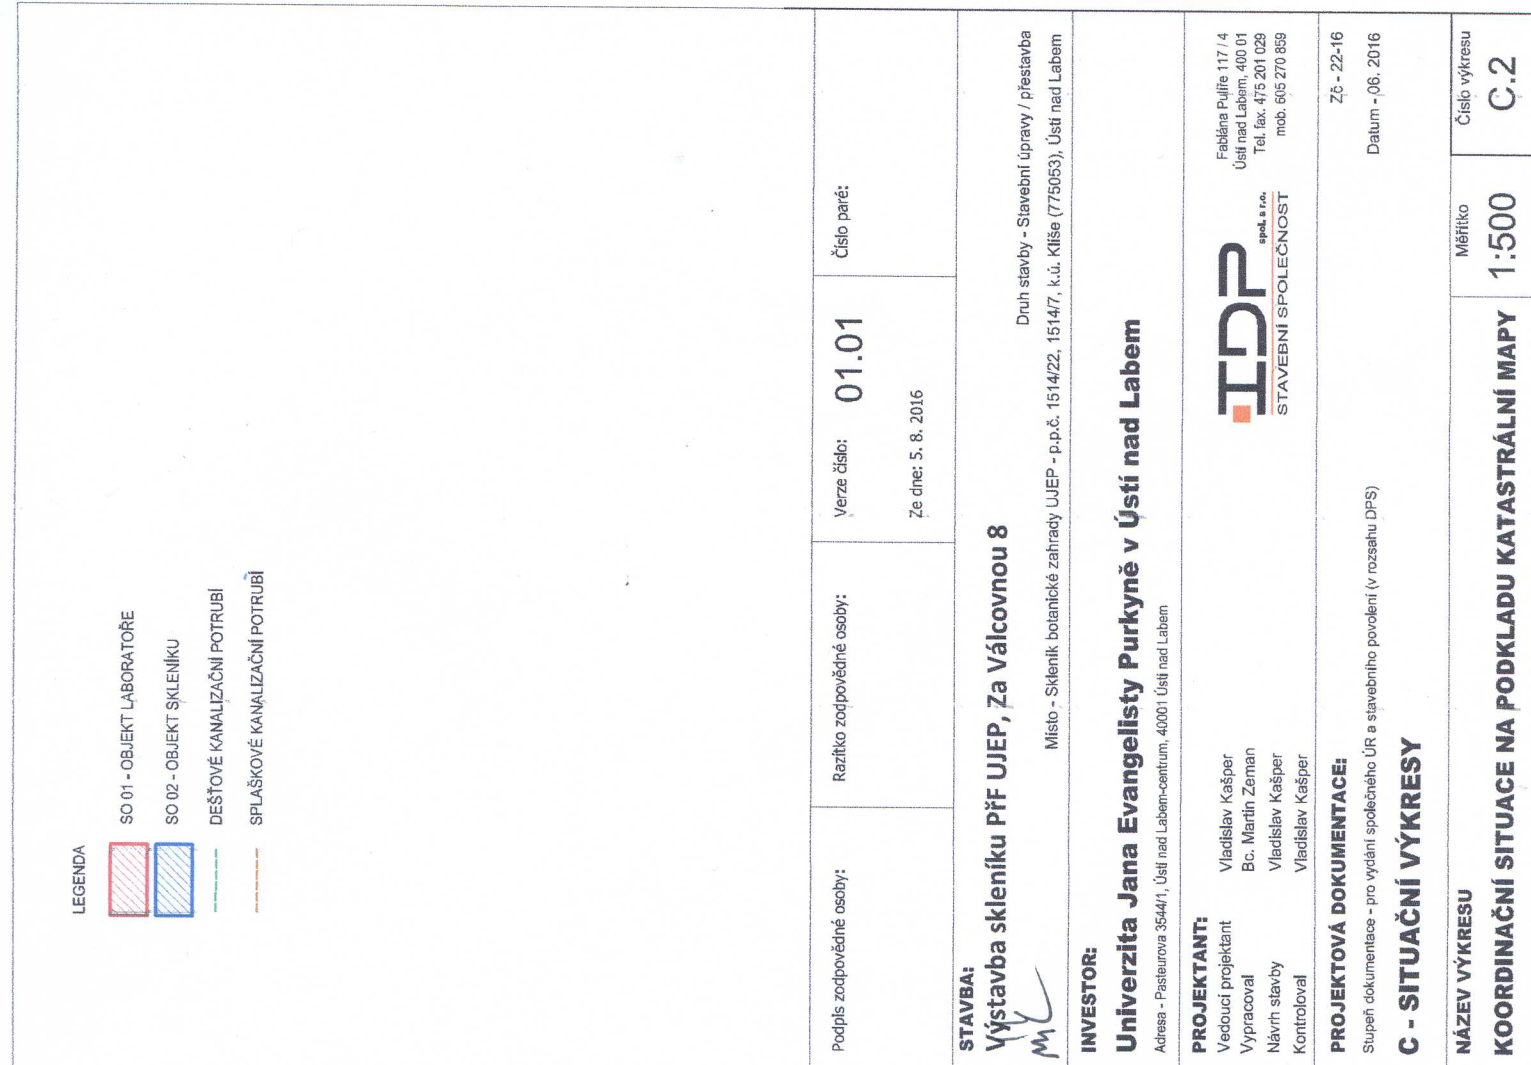 LEGENDA
SO 01 - OBJEKT LABORATOŘE
SO 02 - OBJEKT SKLENÍKU
DEŠŤOVÉ KANALIZAČNÍ POTRUBÍ
SPLAŠKOVÉ KANALIZAČNÍ POTRUBÍ
Podpis zodpovědné osoby:
Razítko zodpovědné osoby:
Verze číslo: 01.01
Ze dne: 5. 8. 2016
Číslo paré:
STAVBA:
Výstavba skleníku PřF UJEP, Za Válcovnou 8
Druh stavby - Stavební úpravy / přestavba
Místo - Skleník botanické zahrady UJEP - p.p.č. 1514/22, 1514/7, k.ú. Klíše (775053), Ústí nad Labem
INVESTOR:
Univerzita Jana Evangelisty Purkyně v Ústí nad Labem
Adresa - Pasteurova 3544/1, Ústí nad Labem-centrum, 40001 Ústí nad Labem
PROJEKTANT:
Vedoucí projektant Vladislav Kašper
Vypracoval Bc. Martin Zeman
Návrh stavby Vladislav Kašper
Kontroloval Vladislav Kašper
IDP
spol. s r.o.
STAVEBNÍ SPOLEČNOST
Fabiána Pulíře 117 / 4
Ústí nad Labem, 400 01
Tel. fax. 475 201 029
mob. 605 270 859
PROJEKTOVÁ DOKUMENTACE:
Zč - 22-16
Stupeň dokumentace - pro vydání společného ÚR a stavebního povolení (v rozsahu DPS)
Datum - 06. 2016
C - SITUAČNÍ VÝKRESY
NÁZEV VÝKRESU
KOORDINAČNÍ SITUACE NA PODKLADU KATASTRÁLNÍ MAPY
Měřítko
1:500
Číslo výkresu
C.2